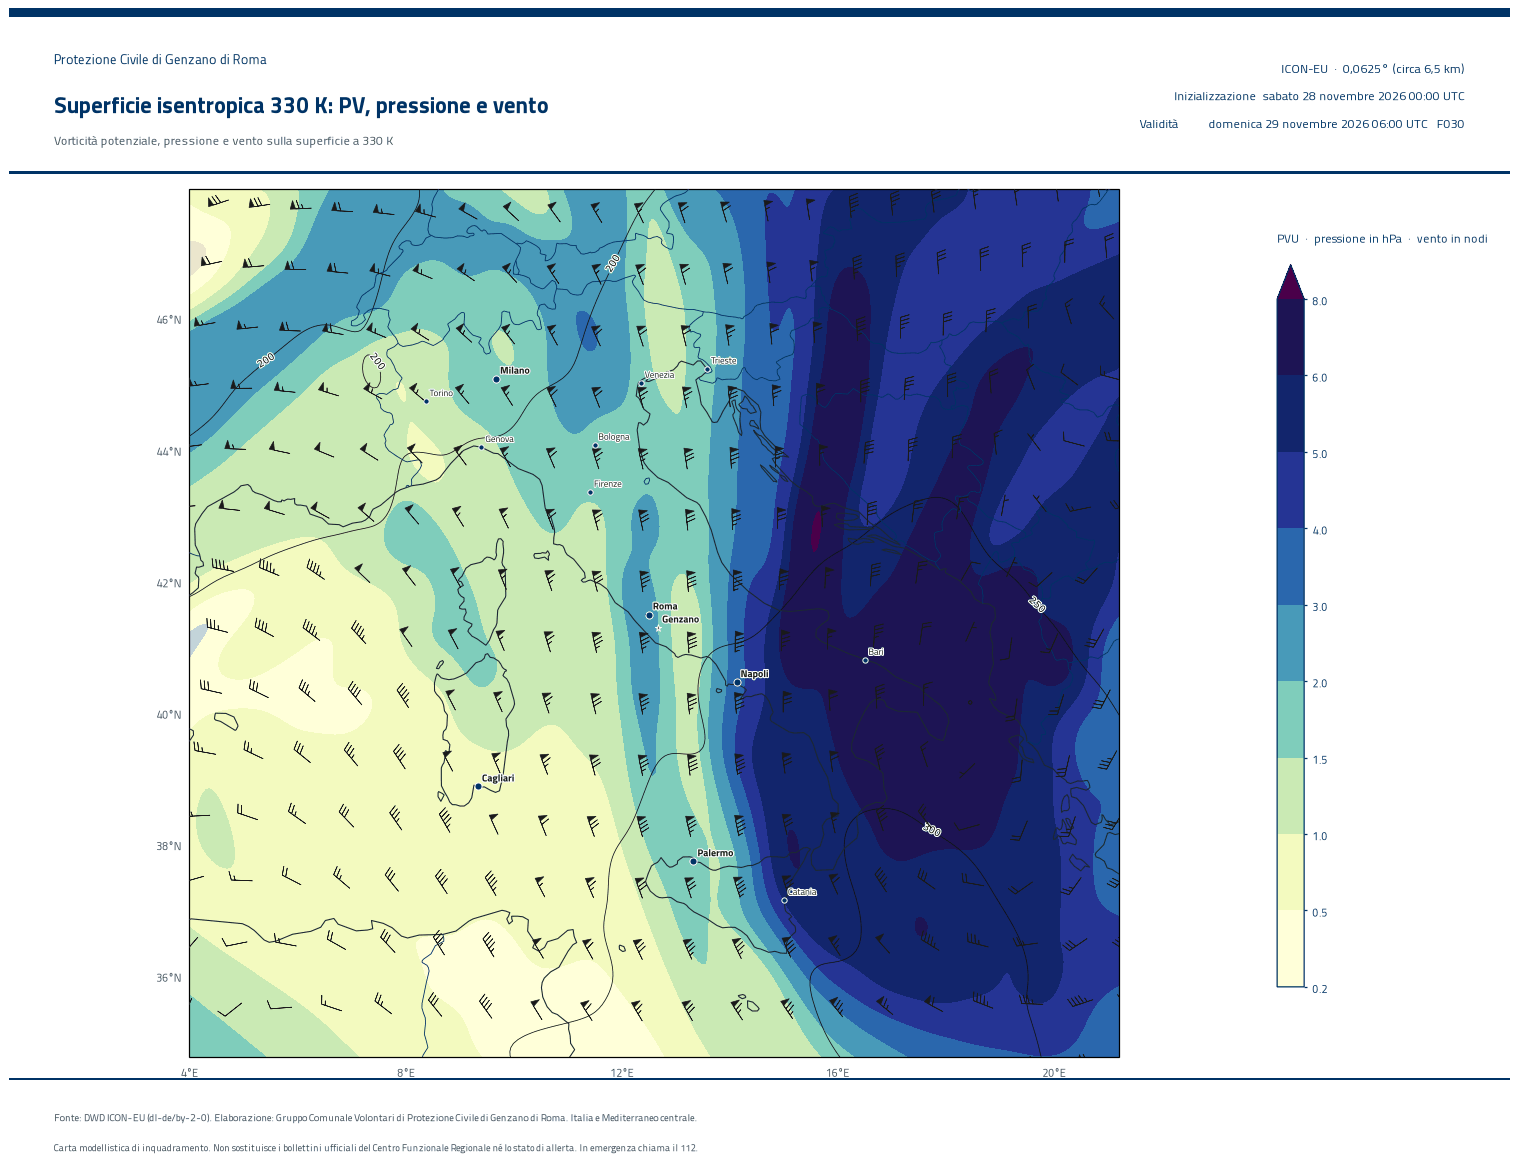 Protezione Civile di Genzano di Roma
Superficie isentropica 330 K: PV, pressione e vento
Vorticità potenziale, pressione e vento sulla superficie a 330 K
ICON-EU · 0,0625° (circa 6,5 km)
Inizializzazione sabato 28 novembre 2026 00:00 UTC
Validità domenica 29 novembre 2026 06:00 UTC F030
PVU · pressione in hPa · vento in nodi
8.0
6.0
5.0
4.0
3.0
2.0
1.5
1.0
0.5
0.2
46°N
44°N
42°N
40°N
38°N
36°N
4°E
8°E
12°E
16°E
20°E
200
200
200
250
300
Milano
Torino
Venezia
Trieste
Genova
Bologna
Firenze
Roma
Genzano
Napoli
Bari
Cagliari
Palermo
Catania
Fonte: DWD ICON-EU (dl-de/by-2-0). Elaborazione: Gruppo Comunale Volontari di Protezione Civile di Genzano di Roma. Italia e Mediterraneo centrale.
Carta modellistica di inquadramento. Non sostituisce i bollettini ufficiali del Centro Funzionale Regionale né lo stato di allerta. In emergenza chiama il 112.